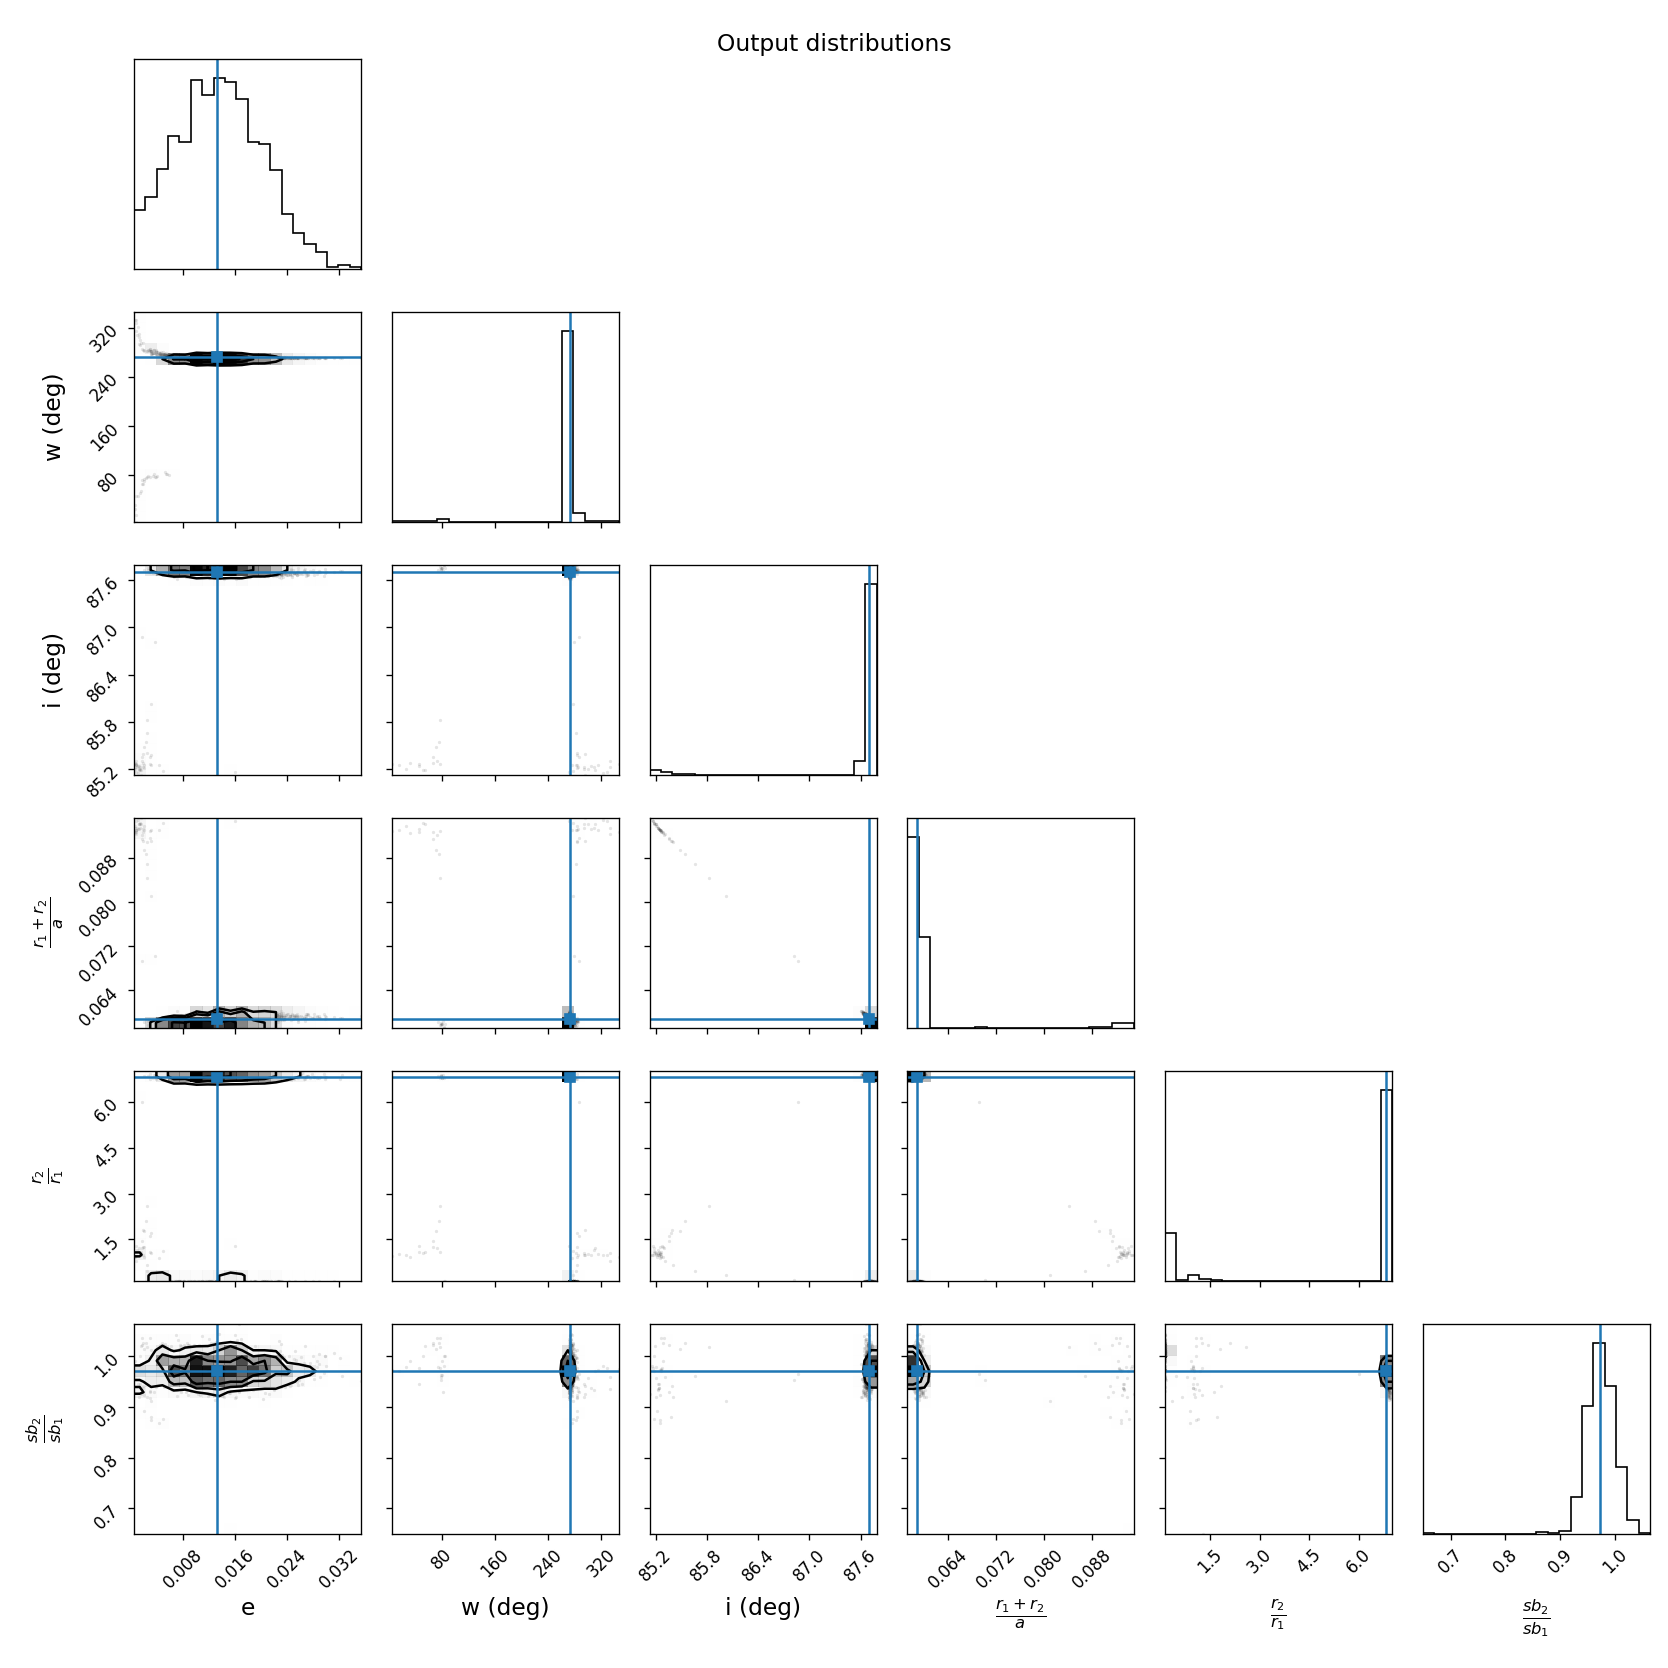 Output distributions
320
240
160
80
w (deg)
87.6
87.0
86.4
85.8
85.2
i (deg)
0.088
0.080
0.072
0.064
r₁ + r₂
a
6.0
4.5
3.0
1.5
r₂
r₁
1.0
0.9
0.8
0.7
sb₂
sb₁
0.008 0.016 0.024 0.032 80 160 240 320 85.2 85.8 86.4 87.0 87.6 0.064 0.072 0.080 0.088 1.5 3.0 4.5 6.0 0.7 0.8 0.9 1.0
e w (deg) i (deg)
r₁ + r₂
a
r₂
r₁
sb₂
sb₁